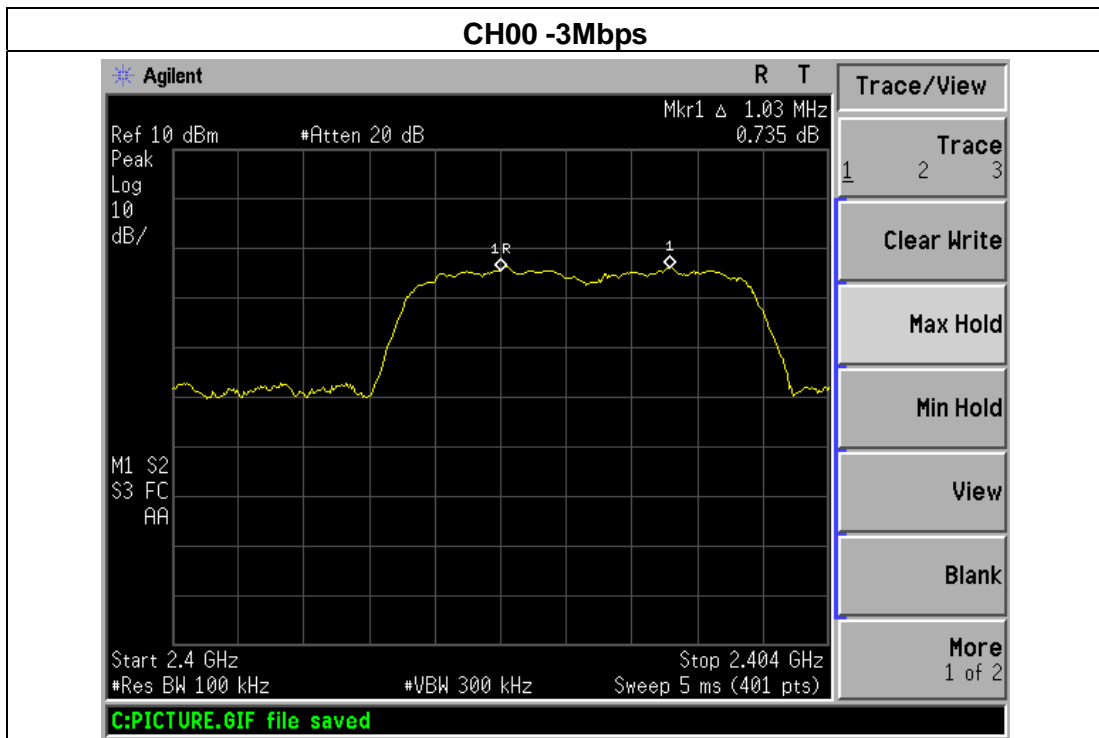 CH00 -3Mbps
Agilent
R T
Trace/View
Mkr1 Δ 1.03 MHz
Ref 10 dBm #Atten 20 dB 0.735 dB
Peak
Log
10
dB/
1R
1
M1 S2
S3 FC
AA
Start 2.4 GHz Stop 2.404 GHz
#Res BW 100 kHz #VBW 300 kHz Sweep 5 ms (401 pts)
C:PICTURE.GIF file saved
Trace
1 2 3
Clear Write
Max Hold
Min Hold
View
Blank
More
1 of 2